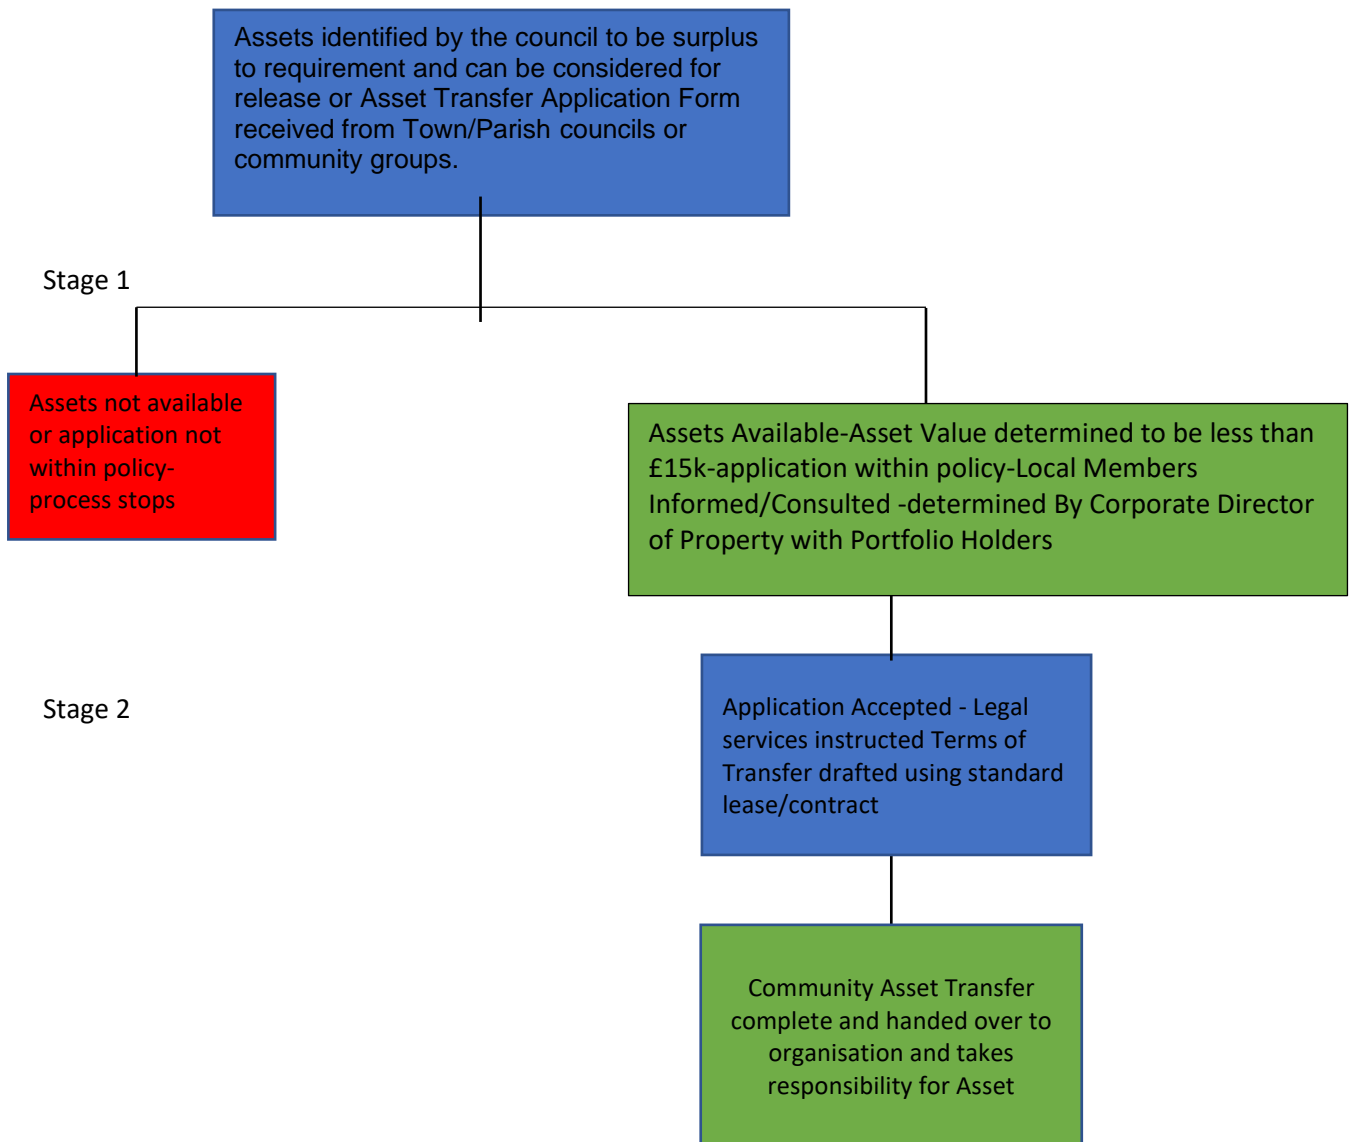 Assets identified by the council to be surplus
to requirement and can be considered for
release or Asset Transfer Application Form
received from Town/Parish councils or
community groups.
Stage 1
Assets not available
or application not
within policy-
process stops
Assets Available-Asset Value determined to be less than
£15k-application within policy-Local Members
Informed/Consulted -determined By Corporate Director
of Property with Portfolio Holders
Stage 2
Application Accepted - Legal
services instructed Terms of
Transfer drafted using standard
lease/contract
Community Asset Transfer
complete and handed over to
organisation and takes
responsibility for Asset